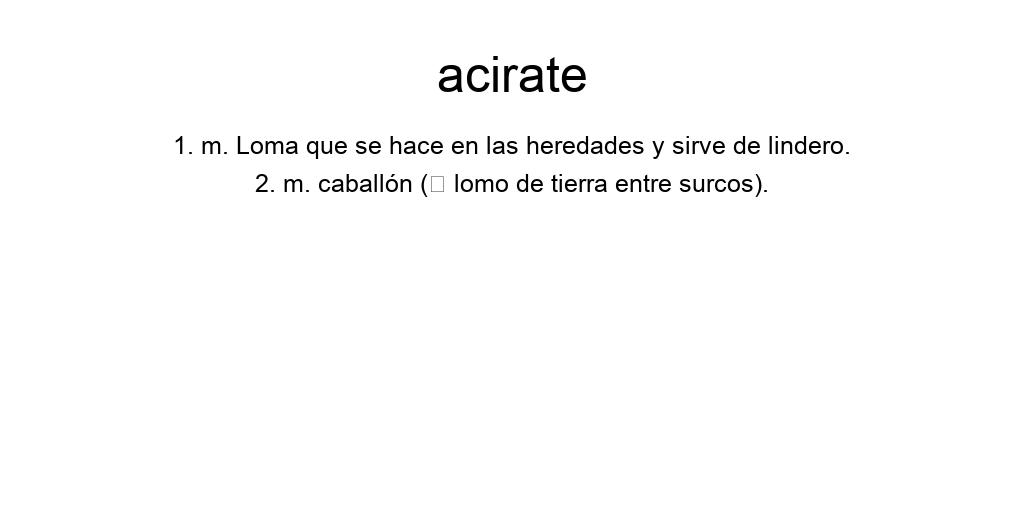 acirate
1. m. Loma que se hace en las heredades y sirve de lindero.
2. m. caballón (□ lomo de tierra entre surcos).